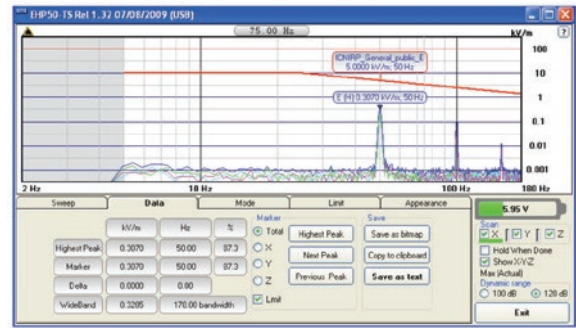 EHP50-TS Rel 1.32 07/08/2009 (USB)
75.00 Hz
kV/m
?
ICNIRP_General_public_E
5.0000 kV/m, 50 Hz
E (H) 0.3070 kV/m, 50 Hz
100
10
1
0.1
0.01
0.001
2 Hz
10 Hz
100 Hz
180 Hz
Sweep
Data
Mode
Limit
Appearance
kV/m
Hz
%
Highest Peak
0.3070
50.00
87.3
Marker
0.3070
50.00
87.3
Delta
0.0000
0.00
WideBand
0.3285
170.00 bandwidth
Marker
Total
X
Y
Z
Limit
Highest Peak
Next Peak
Previous Peak
Save
Save as bitmap
Copy to clipboard
Save as text
5.95 V
Scan
X
Y
Z
Hold When Done
Show X-Y-Z
Max (Actual)
Dynamic range
100 dB
120 dB
Exit